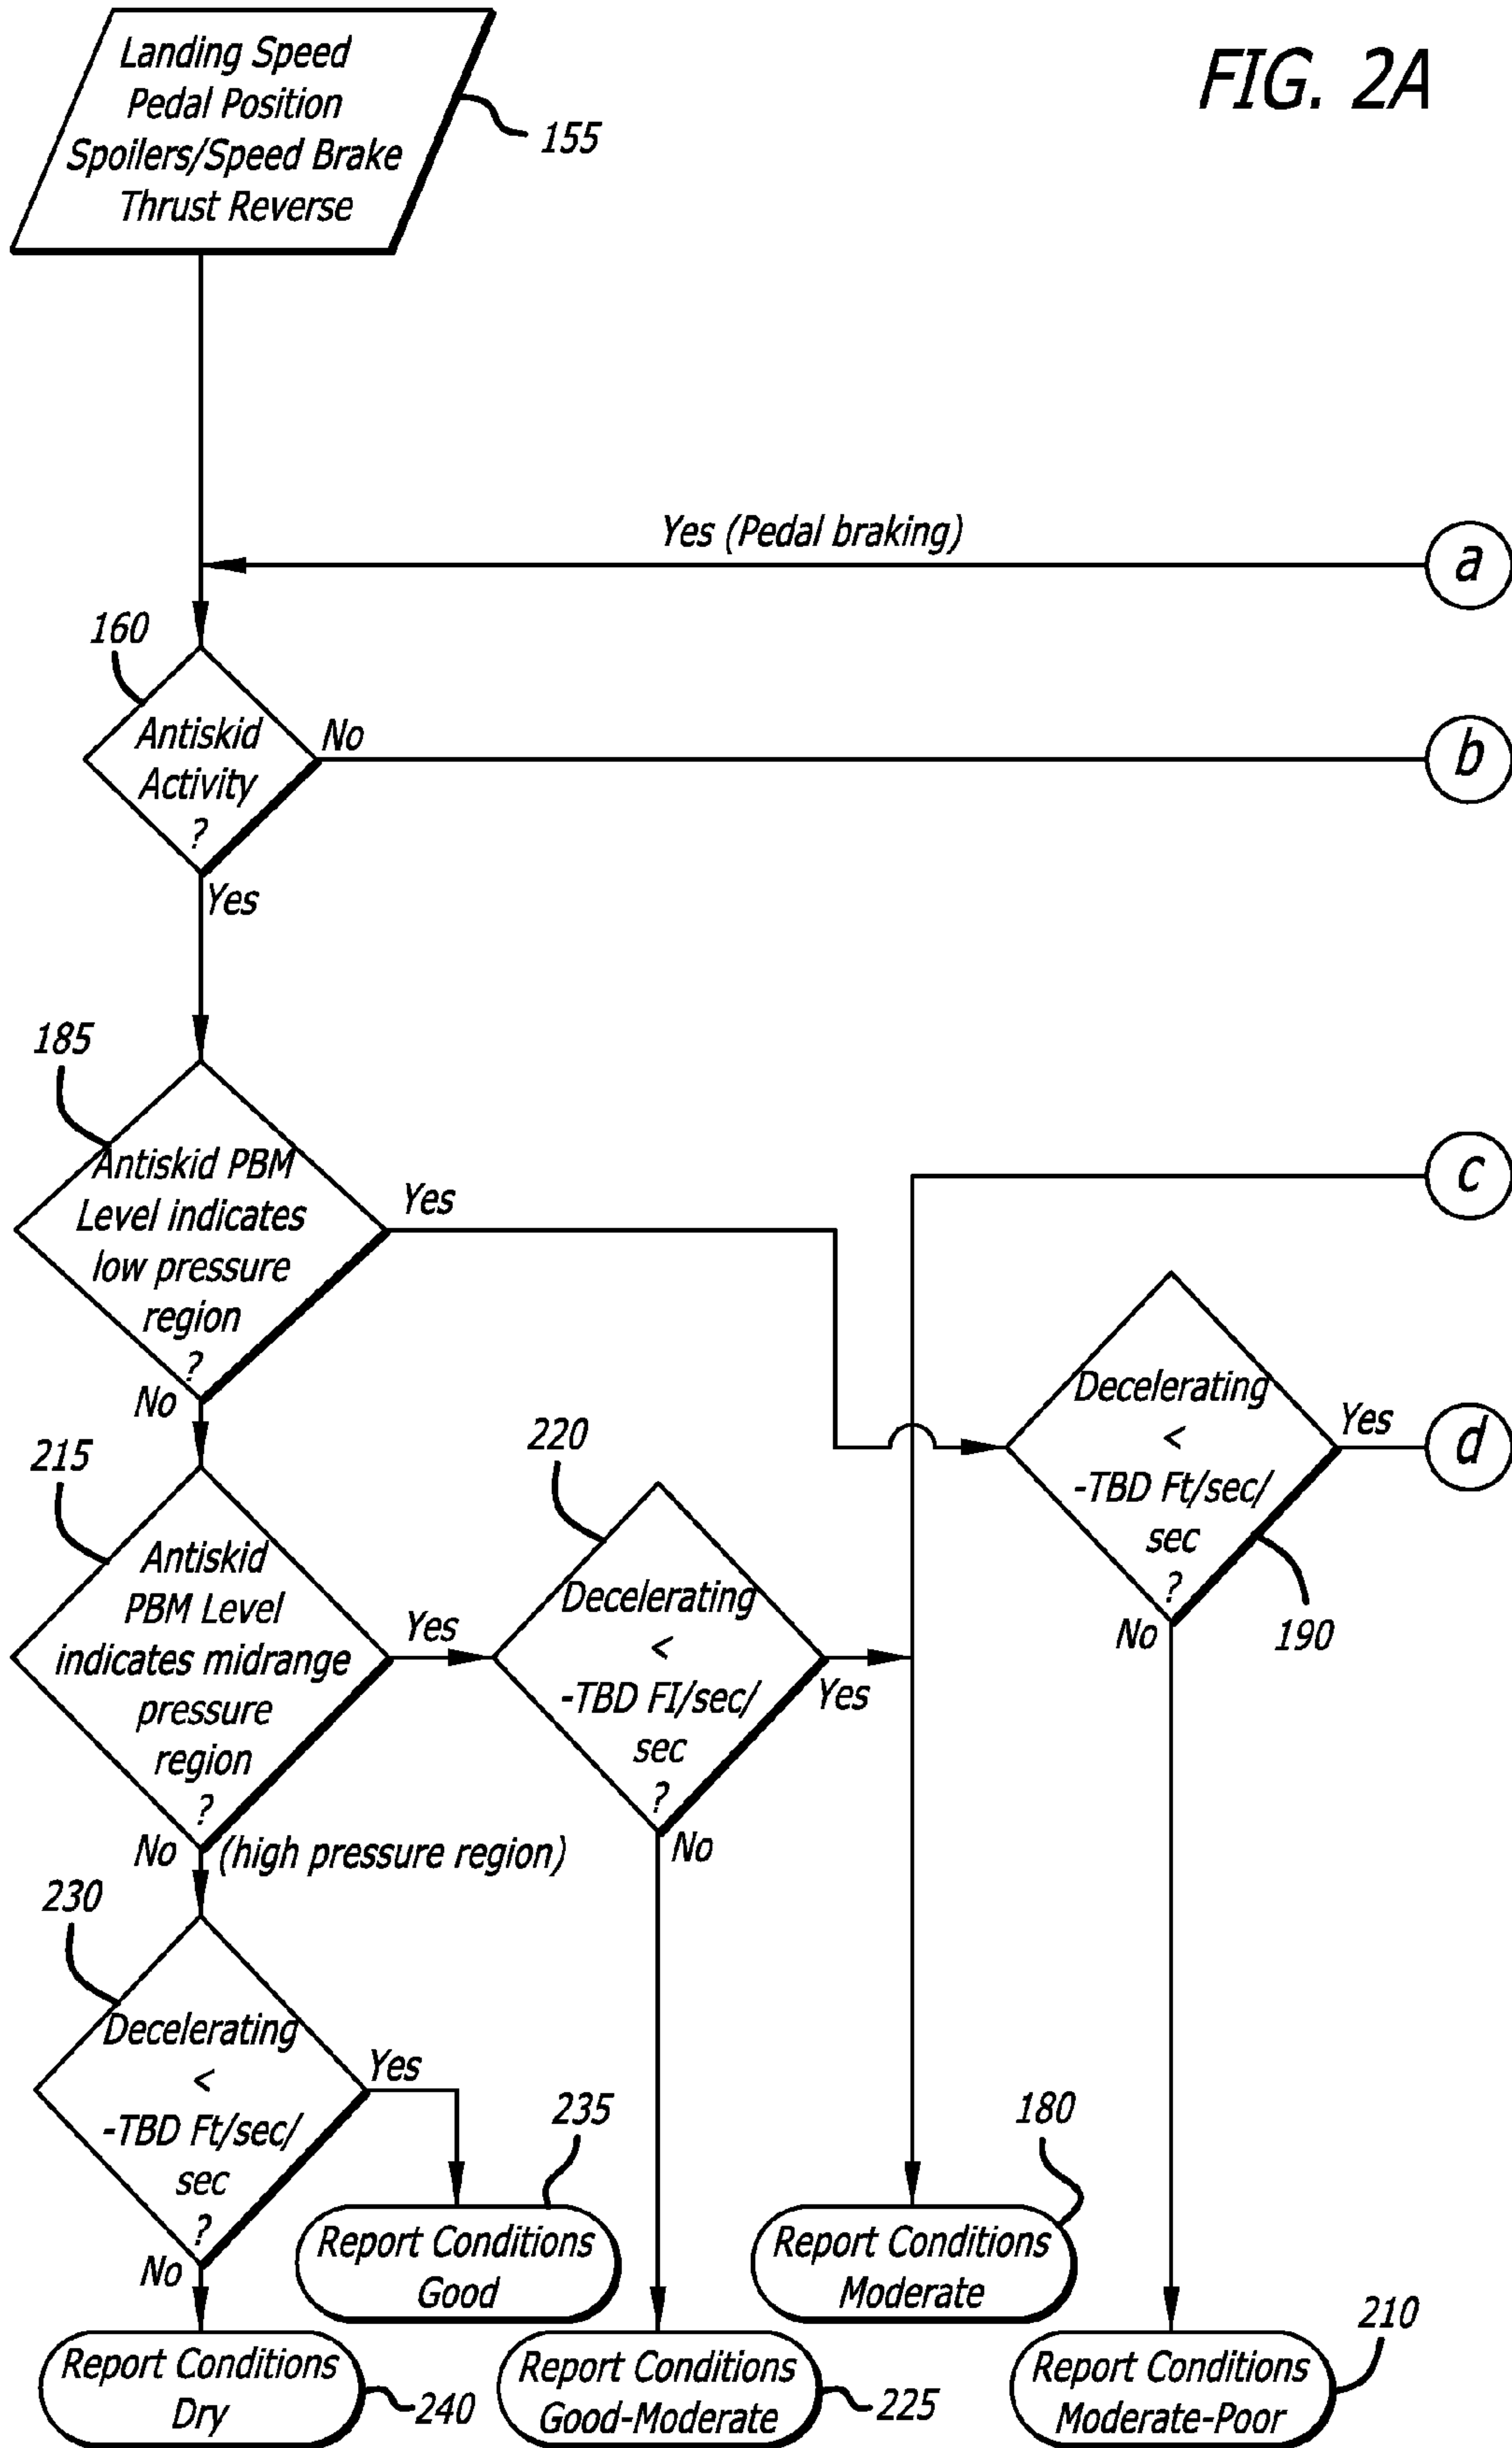 FIG. 2A
Landing Speed
Pedal Position
Spoilers/Speed Brake
Thrust Reverse
155
Yes (Pedal braking)
a
160
Antiskid
Activity
?
No
b
Yes
185
Antiskid PBM
Level indicates
low pressure
region
?
Yes
No
c
Decelerating
<
-TBD Ft/sec/
sec
?
Yes
d
No
190
215
Antiskid
PBM Level
indicates midrange
pressure
region
?
Yes
No
(high pressure region)
220
Decelerating
<
-TBD FI/sec/
sec
?
Yes
No
230
Decelerating
<
-TBD Ft/sec/
sec
?
Yes
No
235
Report Conditions
Good
180
Report Conditions
Moderate
Report Conditions
Dry
240
Report Conditions
Good-Moderate
225
Report Conditions
Moderate-Poor
210